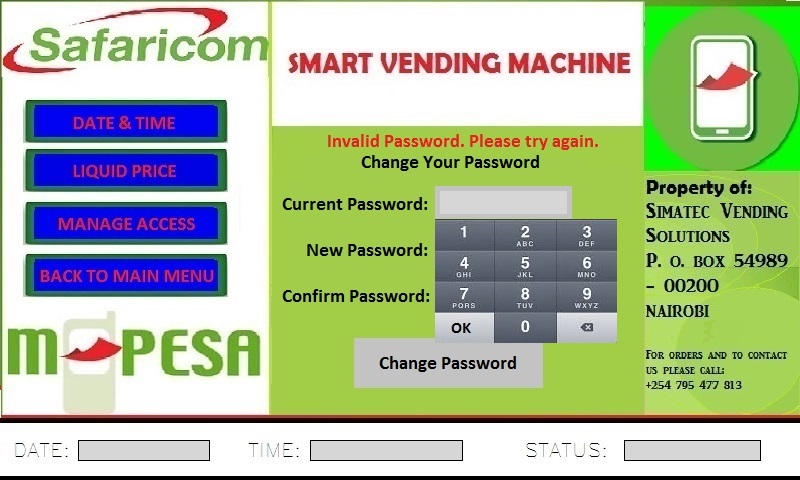 Safaricom
SMART VENDING MACHINE
DATE & TIME
LIQUID PRICE
MANAGE ACCESS
BACK TO MAIN MENU
M PESA
Invalid Password. Please try again.
Change Your Password
Current Password:
New Password:
Confirm Password:
1 2 3
ABC DEF
4 5 6
GHI JKL MNO
7 8 9
PQRS TUV WXYZ
OK 0
Change Password
Property of:
Simatec Vending
Solutions
P. o. box 54989
- 00200
nairobi
For orders and to contact
us please call:
+254 795 477 813
DATE:
TIME:
STATUS: